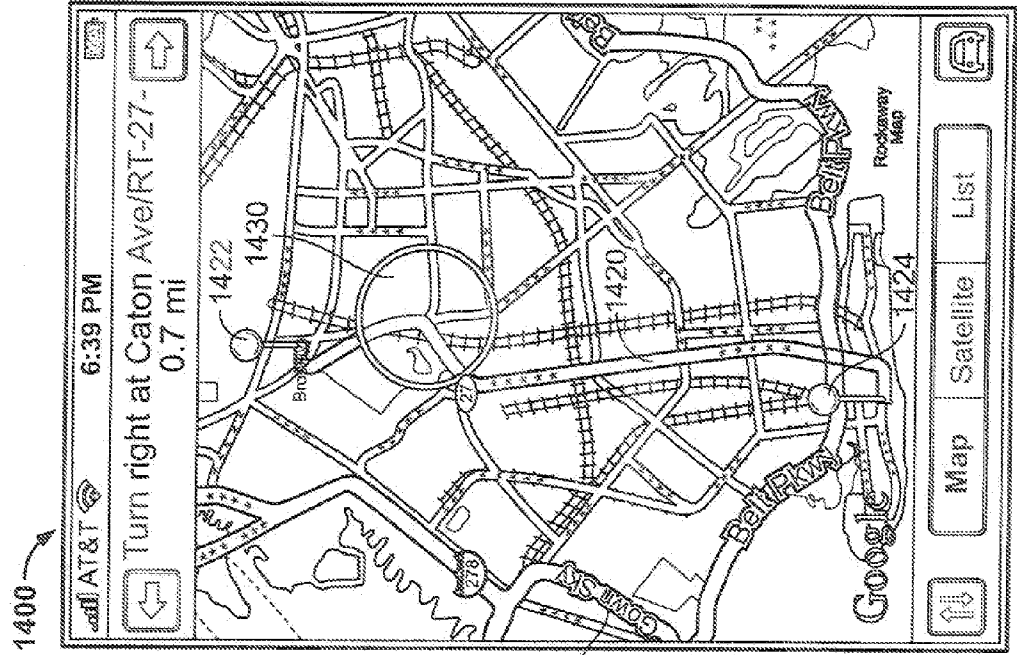 1400
AT&T 6:39 PM
Turn right at Caton Ave/RT-27-
0.7 mi
1422
1430
278
1420
Belt Pkwy
Belt Pkwy
1424
Rockaway
Map
Google
Map Satellite List